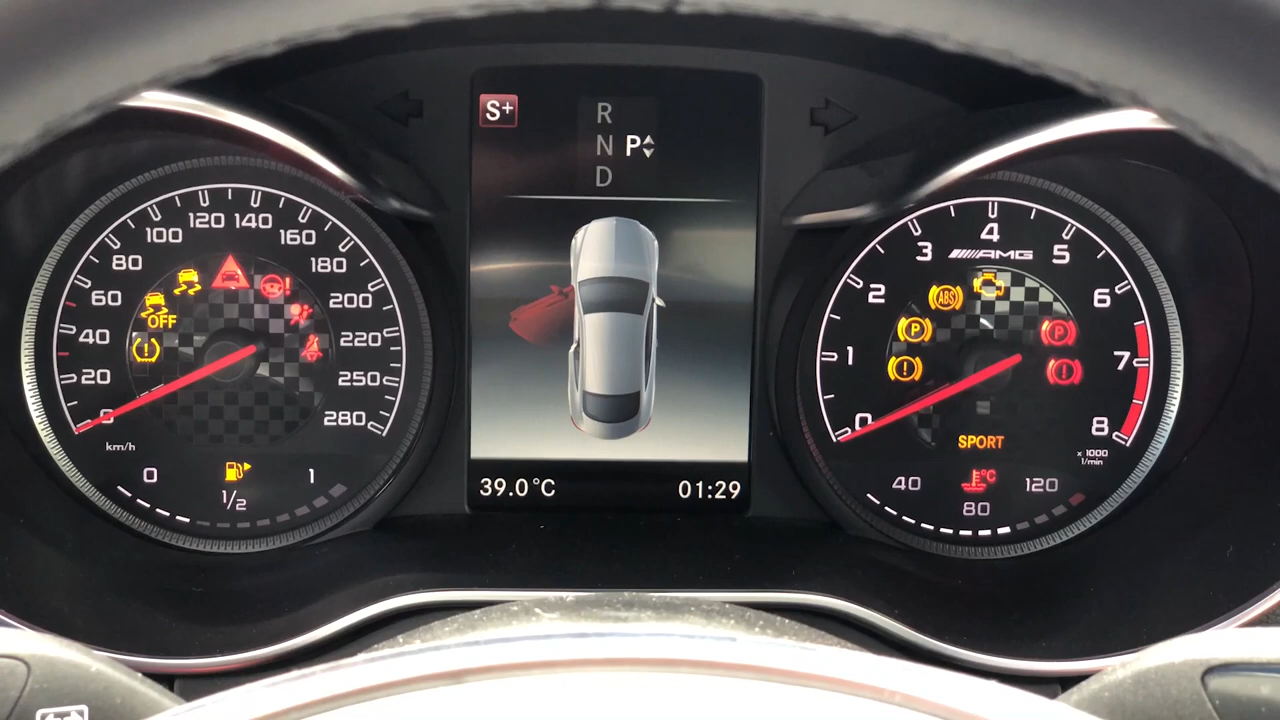 S+
R
N P
D
0
20
40
60
80
100
120
140
160
180
200
220
250
280
km/h
OFF
!
!
0
1/2
1
39.0°C
01:29
0
1
2
3
4
5
6
7
8
AMG
ABS
P
!
P
!
SPORT
x 1000
1/min
°C
40
80
120